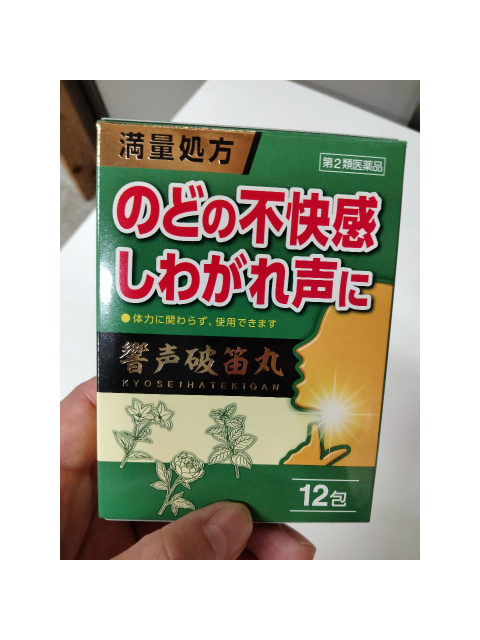 満量処方
第2類医薬品
のどの不快感
しわがれ声に
●体力に関わらず、使用できます
響声破笛丸
KYOSEIHATEKIGAN
12包